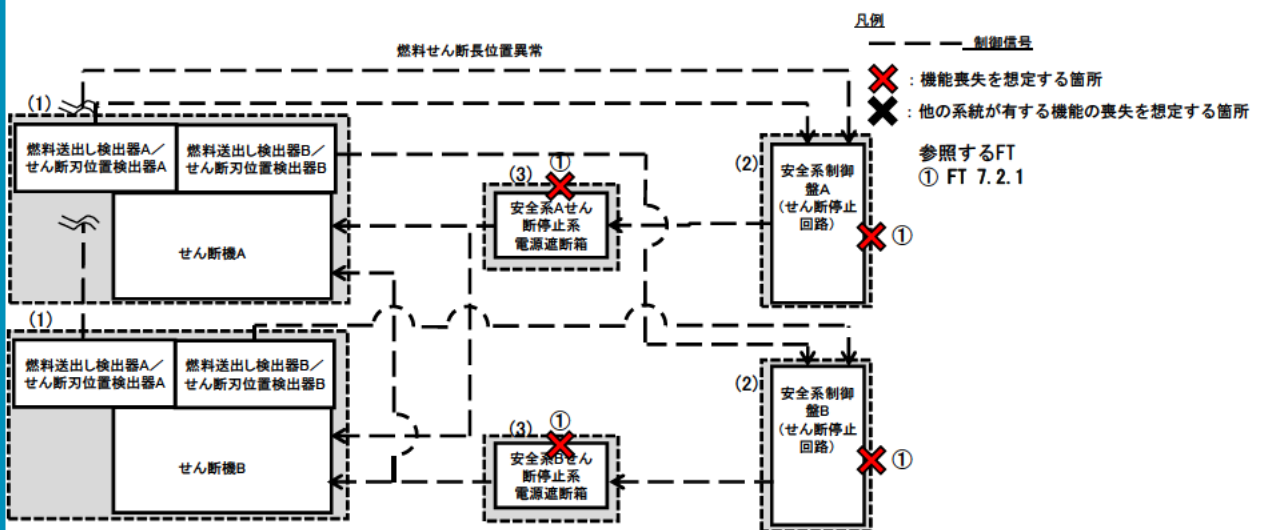 凡例
制御信号
燃料せん断長位置異常
：機能喪失を想定する箇所
：他の系統が有する機能の喪失を想定する箇所
参照するFT
① FT 7.2.1
(1)
燃料送出し検出器A／
せん断刃位置検出器A
燃料送出し検出器B／
せん断刃位置検出器B
せん断機A
(3)
①
安全系Aせん
断停止系
電源遮断箱
(2)
安全系制御
盤A
(せん断停止
回路)
①
(1)
燃料送出し検出器A／
せん断刃位置検出器A
燃料送出し検出器B／
せん断刃位置検出器B
せん断機B
(3)
①
安全系Bせん
断停止系
電源遮断箱
(2)
安全系制御
盤B
(せん断停止
回路)
①